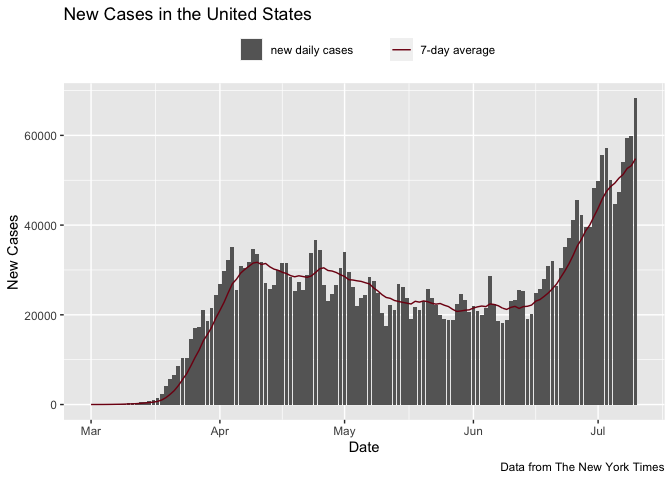 New Cases in the United States
new daily cases 7-day average
New Cases
60000
40000
20000
0
Mar Apr May Jun Jul
Date
Data from The New York Times